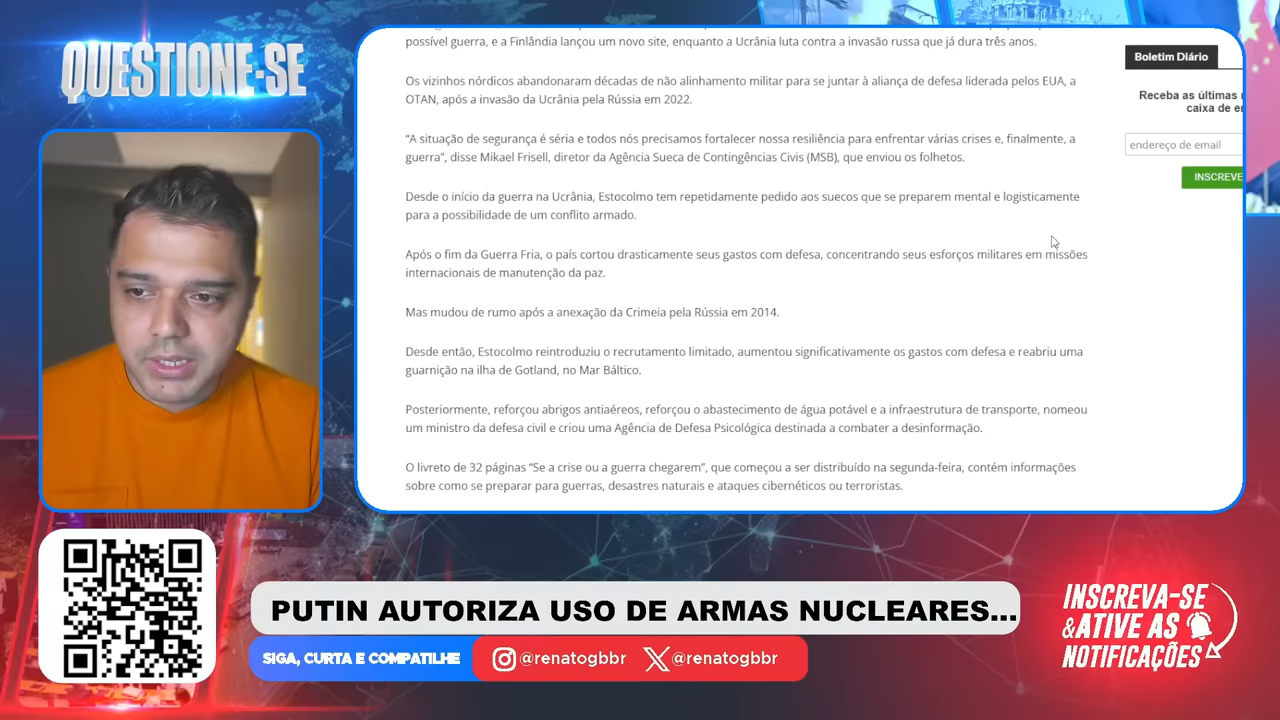 QUESTIONE-SE
possível guerra, e a Finlândia lançou um novo site, enquanto a Ucrânia luta contra a invasão russa que já dura três anos.
Os vizinhos nórdicos abandonaram décadas de não alinhamento militar para se juntar à aliança de defesa liderada pelos EUA, a
OTAN, após a invasão da Ucrânia pela Rússia em 2022.
“A situação de segurança é séria e todos nós precisamos fortalecer nossa resiliência para enfrentar várias crises e, finalmente, a
guerra”, disse Mikael Frisell, diretor da Agência Sueca de Contingências Civis (MSB), que enviou os folhetos.
Desde o início da guerra na Ucrânia, Estocolmo tem repetidamente pedido aos suecos que se preparem mental e logisticamente
para a possibilidade de um conflito armado.
Após o fim da Guerra Fria, o país cortou drasticamente seus gastos com defesa, concentrando seus esforços militares em missões
internacionais de manutenção da paz.
Mas mudou de rumo após a anexação da Crimeia pela Rússia em 2014.
Desde então, Estocolmo reintroduziu o recrutamento limitado, aumentou significativamente os gastos com defesa e reabriu uma
guarnição na ilha de Gotland, no Mar Báltico.
Posteriormente, reforçou abrigos antiaéreos, reforçou o abastecimento de água potável e a infraestrutura de transporte, nomeou
um ministro da defesa civil e criou uma Agência de Defesa Psicológica destinada a combater a desinformação.
O livreto de 32 páginas “Se a crise ou a guerra chegarem”, que começou a ser distribuído na segunda-feira, contém informações
sobre como se preparar para guerras, desastres naturais e ataques cibernéticos ou terroristas.
Boletim Diário
Receba as últimas
caixa de
endereço de email
INSCREVE
PUTIN AUTORIZA USO DE ARMAS NUCLEARES...
SIGA, CURTA E COMPATILHE
@renatogbbr
@renatogbbr
INSCREVA-SE
&ATIVE AS
NOTIFICAÇÕES